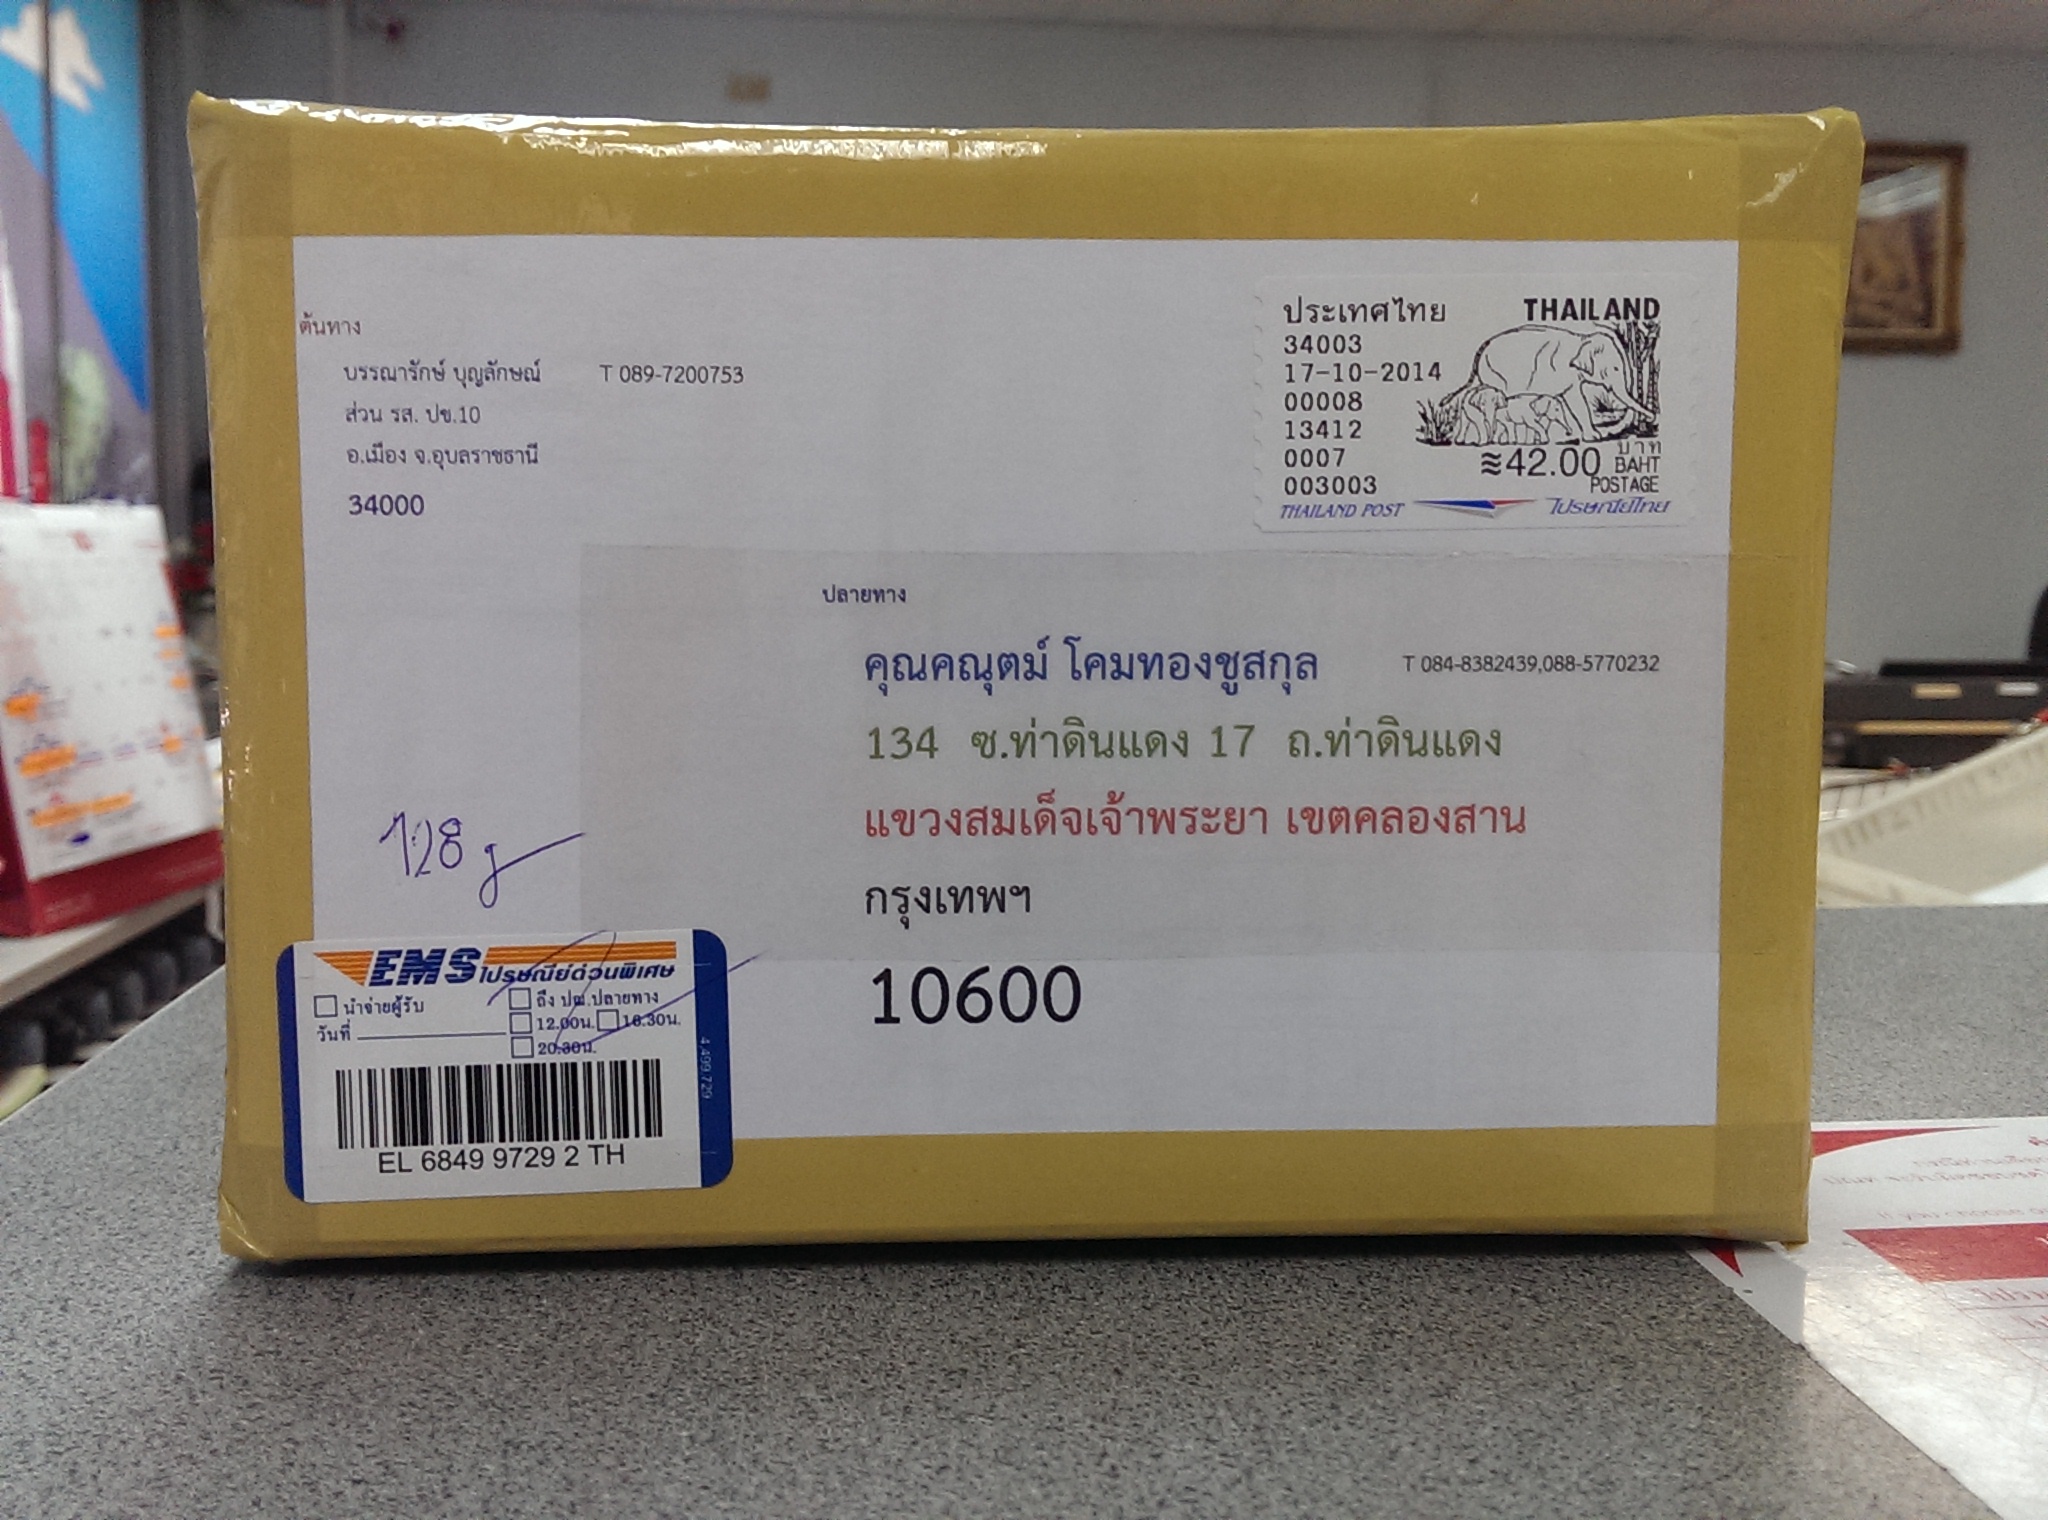 ต้นทาง
บรรณารักษ์ บุญลักษณ์ T 089-7200753
ส่วน รส. ปข.10
อ.เมือง จ.อุบลราชธานี
34000
ประเทศไทย THAILAND
34003
17-10-2014
00008
13412
0007
003003
≋42.00 บาท
BAHT
POSTAGE
THAILAND POST ไปรษณีย์ไทย
ปลายทาง
คุณคณุตม์ โคมทองชูสกุล T 084-8382439,088-5770232
134 ซ.ท่าดินแดง 17 ถ.ท่าดินแดง
แขวงสมเด็จเจ้าพระยา เขตคลองสาน
กรุงเทพฯ
10600
128 g
EMS ไปรษณีย์ด่วนพิเศษ
นำจ่ายผู้รับ ถึง ปณ.ปลายทาง
วันที่ 12.00น. 16.30น.
20.30น.
4,499,729
EL 6849 9729 2 TH